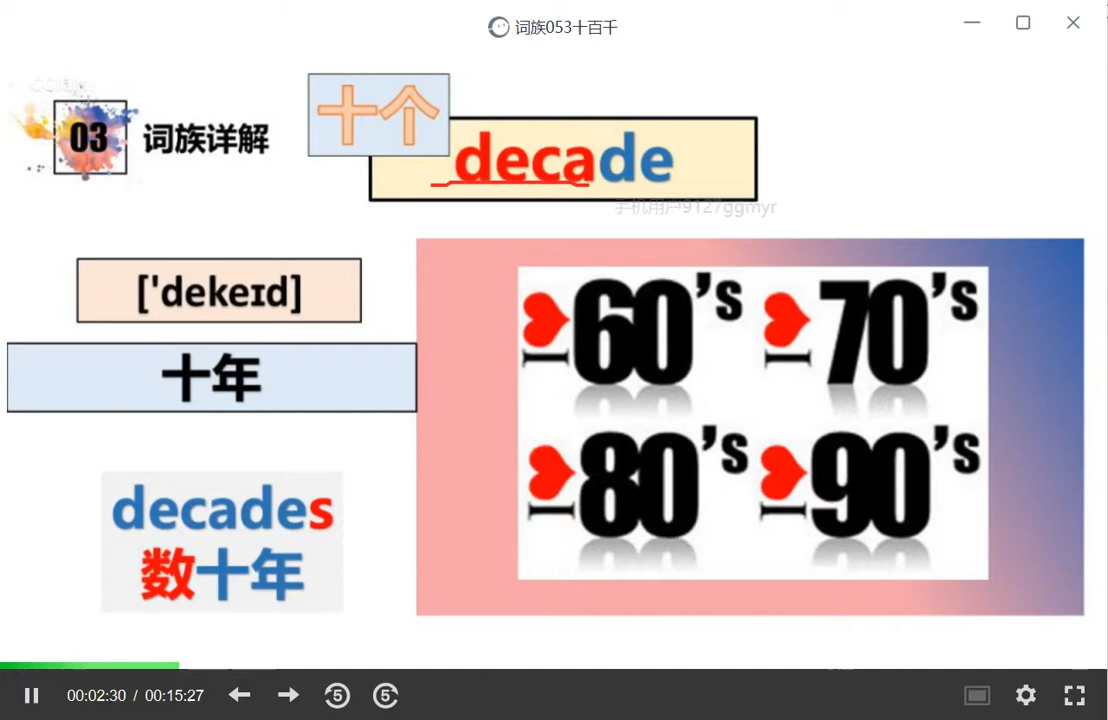 词族053十百千
03
词族详解
十个
decade
手机用户9127ggmyr
['dekeɪd]
十年
decades
数十年
I ♥ 60's
I ♥ 70's
I ♥ 80's
I ♥ 90's
00:02:30 / 00:15:27
5
5